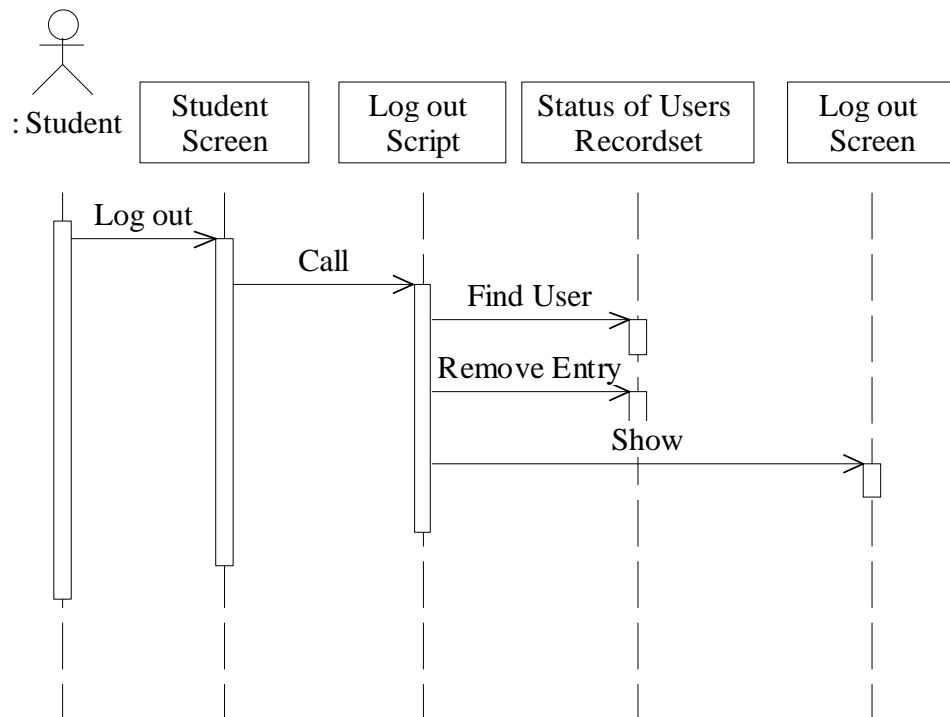 : Student
Student
Screen
Log out
Script
Status of Users
Recordset
Log out
Screen
Log out
Call
Find User
Remove Entry
Show